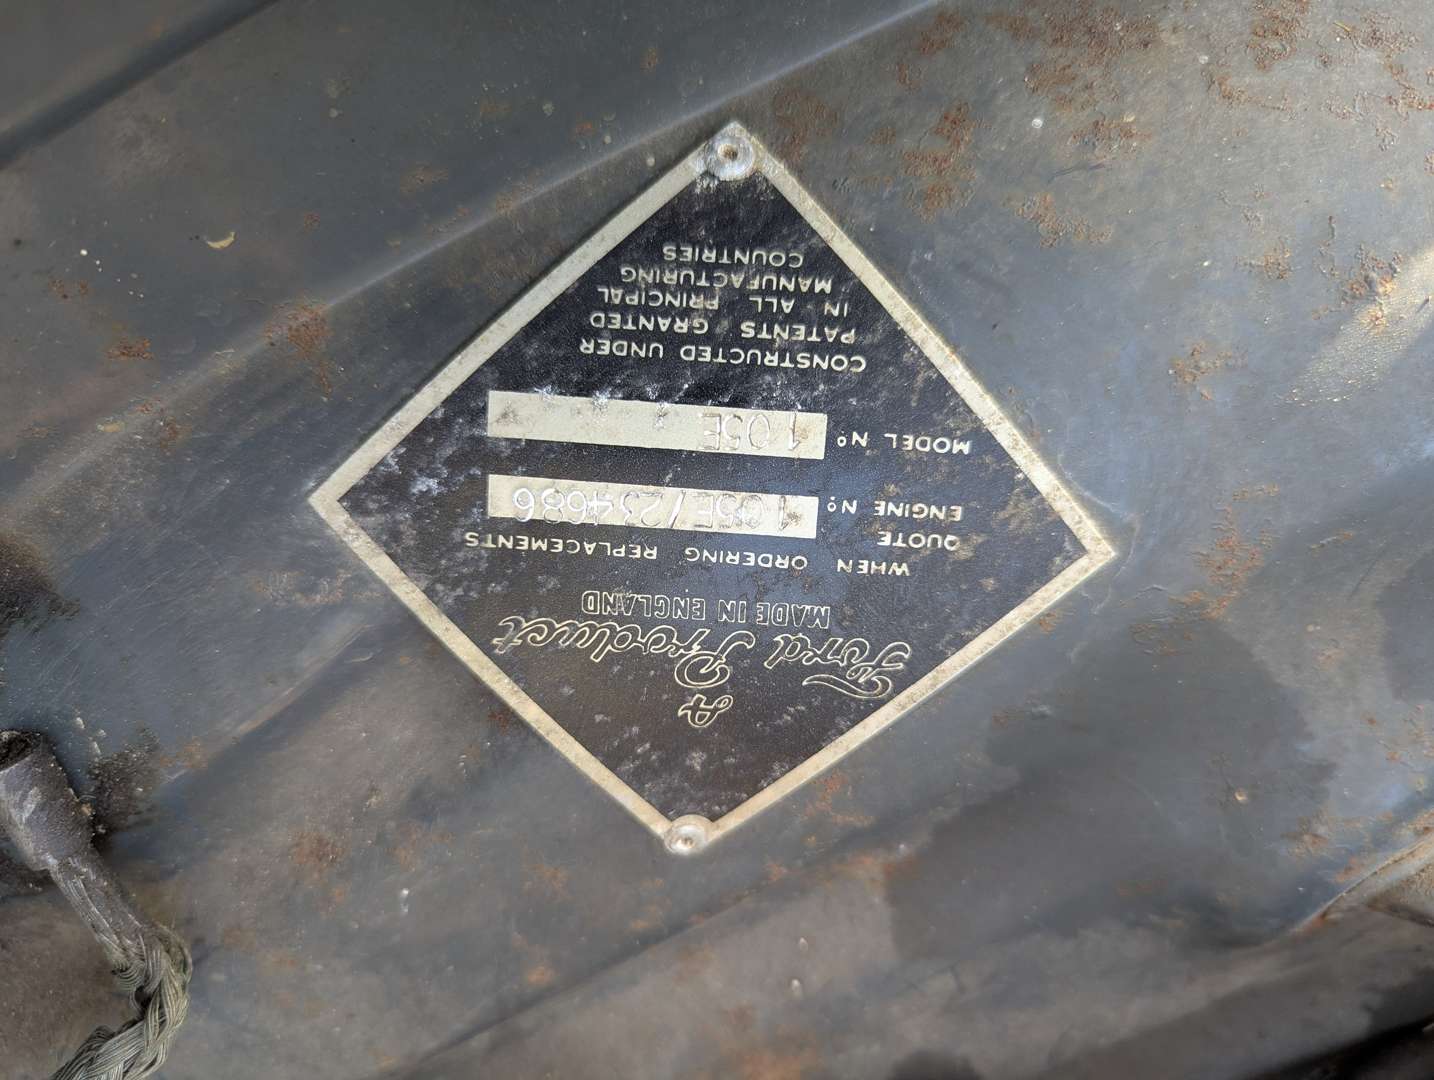 A
Ford Product
MADE IN ENGLAND
WHEN ORDERING REPLACEMENTS
QUOTE
ENGINE Nº 105E/234686
MODEL Nº 105E
CONSTRUCTED UNDER
PATENTS GRANTED
IN ALL PRINCIPAL
MANUFACTURING
COUNTRIES